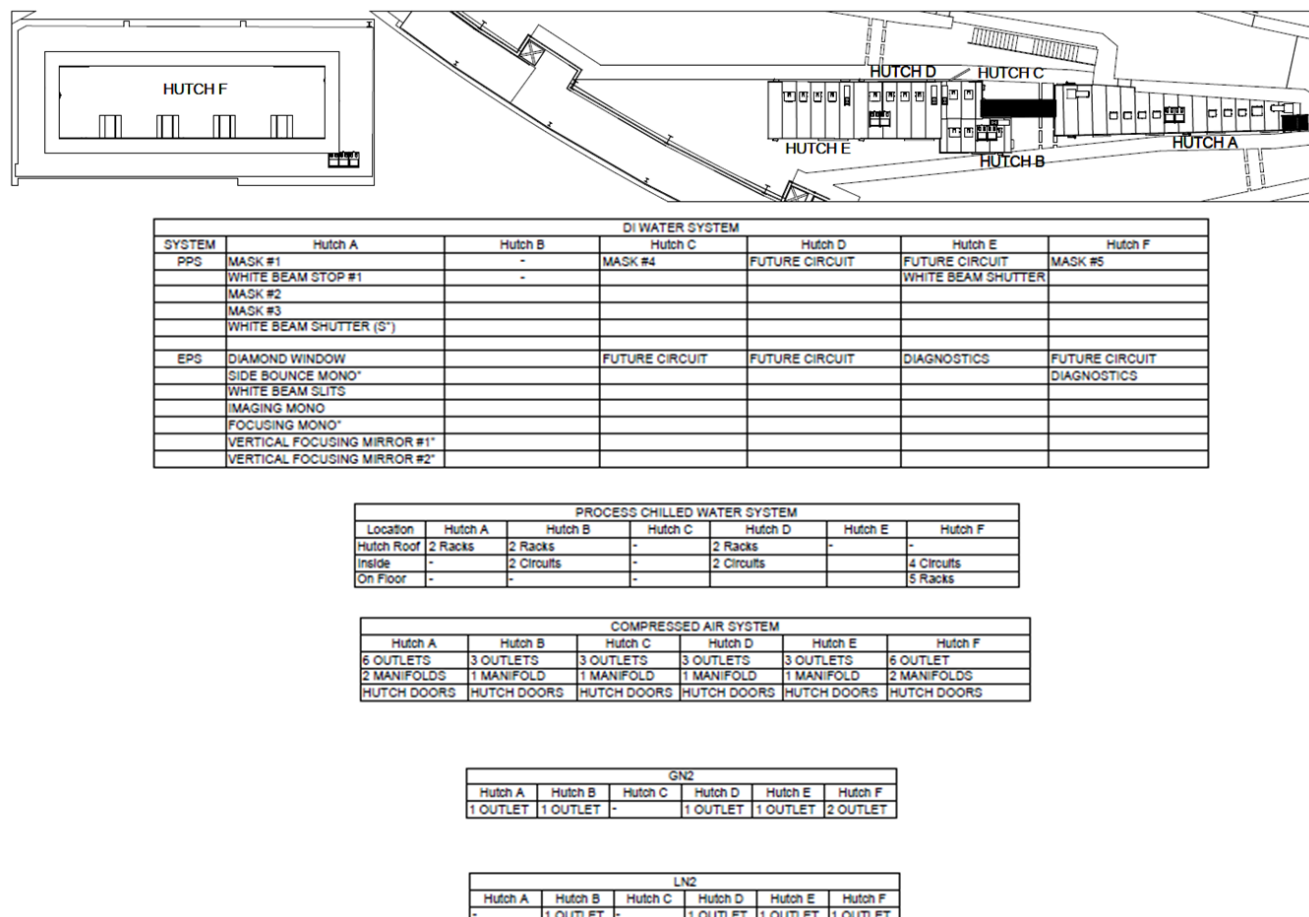 HUTCH F
HUTCH D
HUTCH C
HUTCH E
HUTCH B
HUTCH A
DI WATER SYSTEM
SYSTEM Hutch A Hutch B Hutch C Hutch D Hutch E Hutch F
PPS MASK #1 - MASK #4 FUTURE CIRCUIT FUTURE CIRCUIT MASK #5
WHITE BEAM STOP #1 - WHITE BEAM SHUTTER
MASK #2
MASK #3
WHITE BEAM SHUTTER (S")
EPS DIAMOND WINDOW FUTURE CIRCUIT FUTURE CIRCUIT DIAGNOSTICS FUTURE CIRCUIT
SIDE BOUNCE MONO" DIAGNOSTICS
WHITE BEAM SLITS
IMAGING MONO
FOCUSING MONO"
VERTICAL FOCUSING MIRROR #1"
VERTICAL FOCUSING MIRROR #2"
PROCESS CHILLED WATER SYSTEM
Location Hutch A Hutch B Hutch C Hutch D Hutch E Hutch F
Hutch Roof 2 Racks 2 Racks - 2 Racks - -
Inside - 2 Circuits - 2 Circuits 4 Circuits
On Floor - - - 5 Racks
COMPRESSED AIR SYSTEM
Hutch A Hutch B Hutch C Hutch D Hutch E Hutch F
6 OUTLETS 3 OUTLETS 3 OUTLETS 3 OUTLETS 3 OUTLETS 6 OUTLET
2 MANIFOLDS 1 MANIFOLD 1 MANIFOLD 1 MANIFOLD 1 MANIFOLD 2 MANIFOLDS
HUTCH DOORS HUTCH DOORS HUTCH DOORS HUTCH DOORS HUTCH DOORS HUTCH DOORS
GN2
Hutch A Hutch B Hutch C Hutch D Hutch E Hutch F
1 OUTLET 1 OUTLET - 1 OUTLET 1 OUTLET 2 OUTLET
LN2
Hutch A Hutch B Hutch C Hutch D Hutch E Hutch F
- 1 OUTLET - 1 OUTLET 1 OUTLET 1 OUTLET